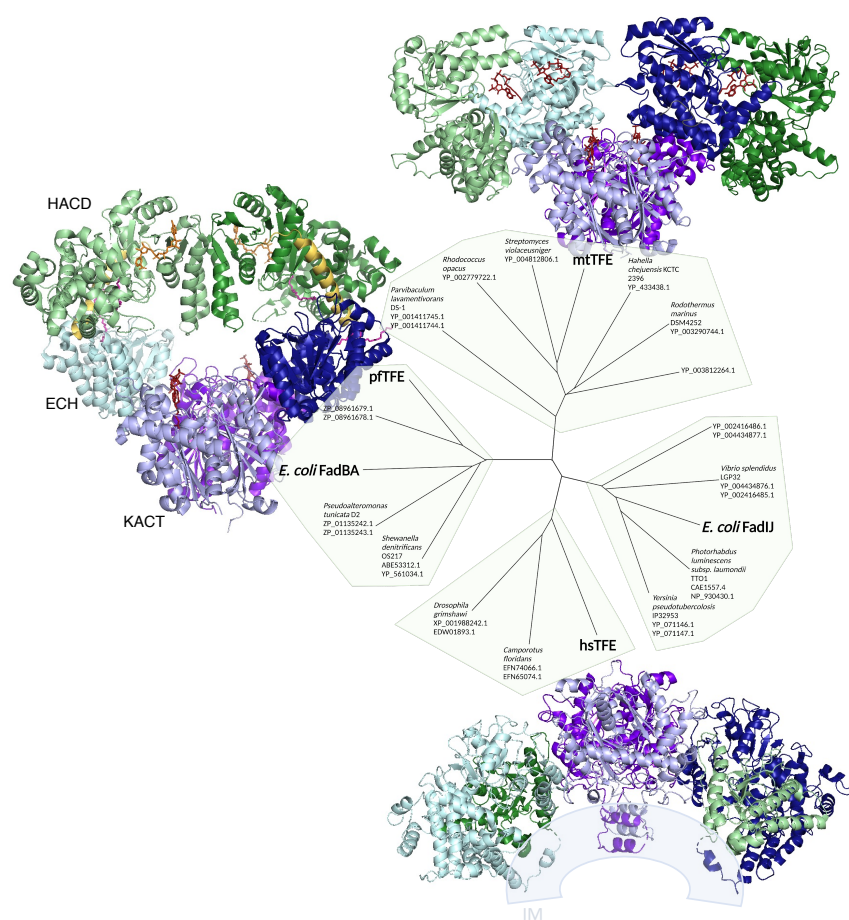 HACD
ECH
KACT
mtTFE
Streptomyces
violaceusniger
YP_004812806.1
Rhodococcus
opacus
YP_002779722.1
Parvibaculum
lavamentivorans
DS-1
YP_001411745.1
YP_001411744.1
Hahella
chejuensis KCTC
2396
YP_433438.1
Rodothermus
marinus
DSM4252
YP_003290744.1
YP_003812264.1
pfTFE
ZP_08961679.1
ZP_08961678.1
E. coli FadBA
Pseudoalteromonas
tunicata D2
ZP_01135242.1
ZP_01135243.1
Shewanella
denitrificans
OS217
ABE53312.1
YP_561034.1
YP_002416486.1
YP_004434877.1
Vibrio splendidus
LGP32
YP_004434876.1
YP_002416485.1
E. coli FadIJ
Photorhabdus
luminescens
subsp. laumondii
TTO1
CAE1557.4
NP_930430.1
Yersinia
pseudotubercolosis
IP32953
YP_071146.1
YP_071147.1
Drosophila
grimshawi
XP_001988242.1
EDW01893.1
Camporotus
floridans
EFN74066.1
EFN65074.1
hsTFE
IM